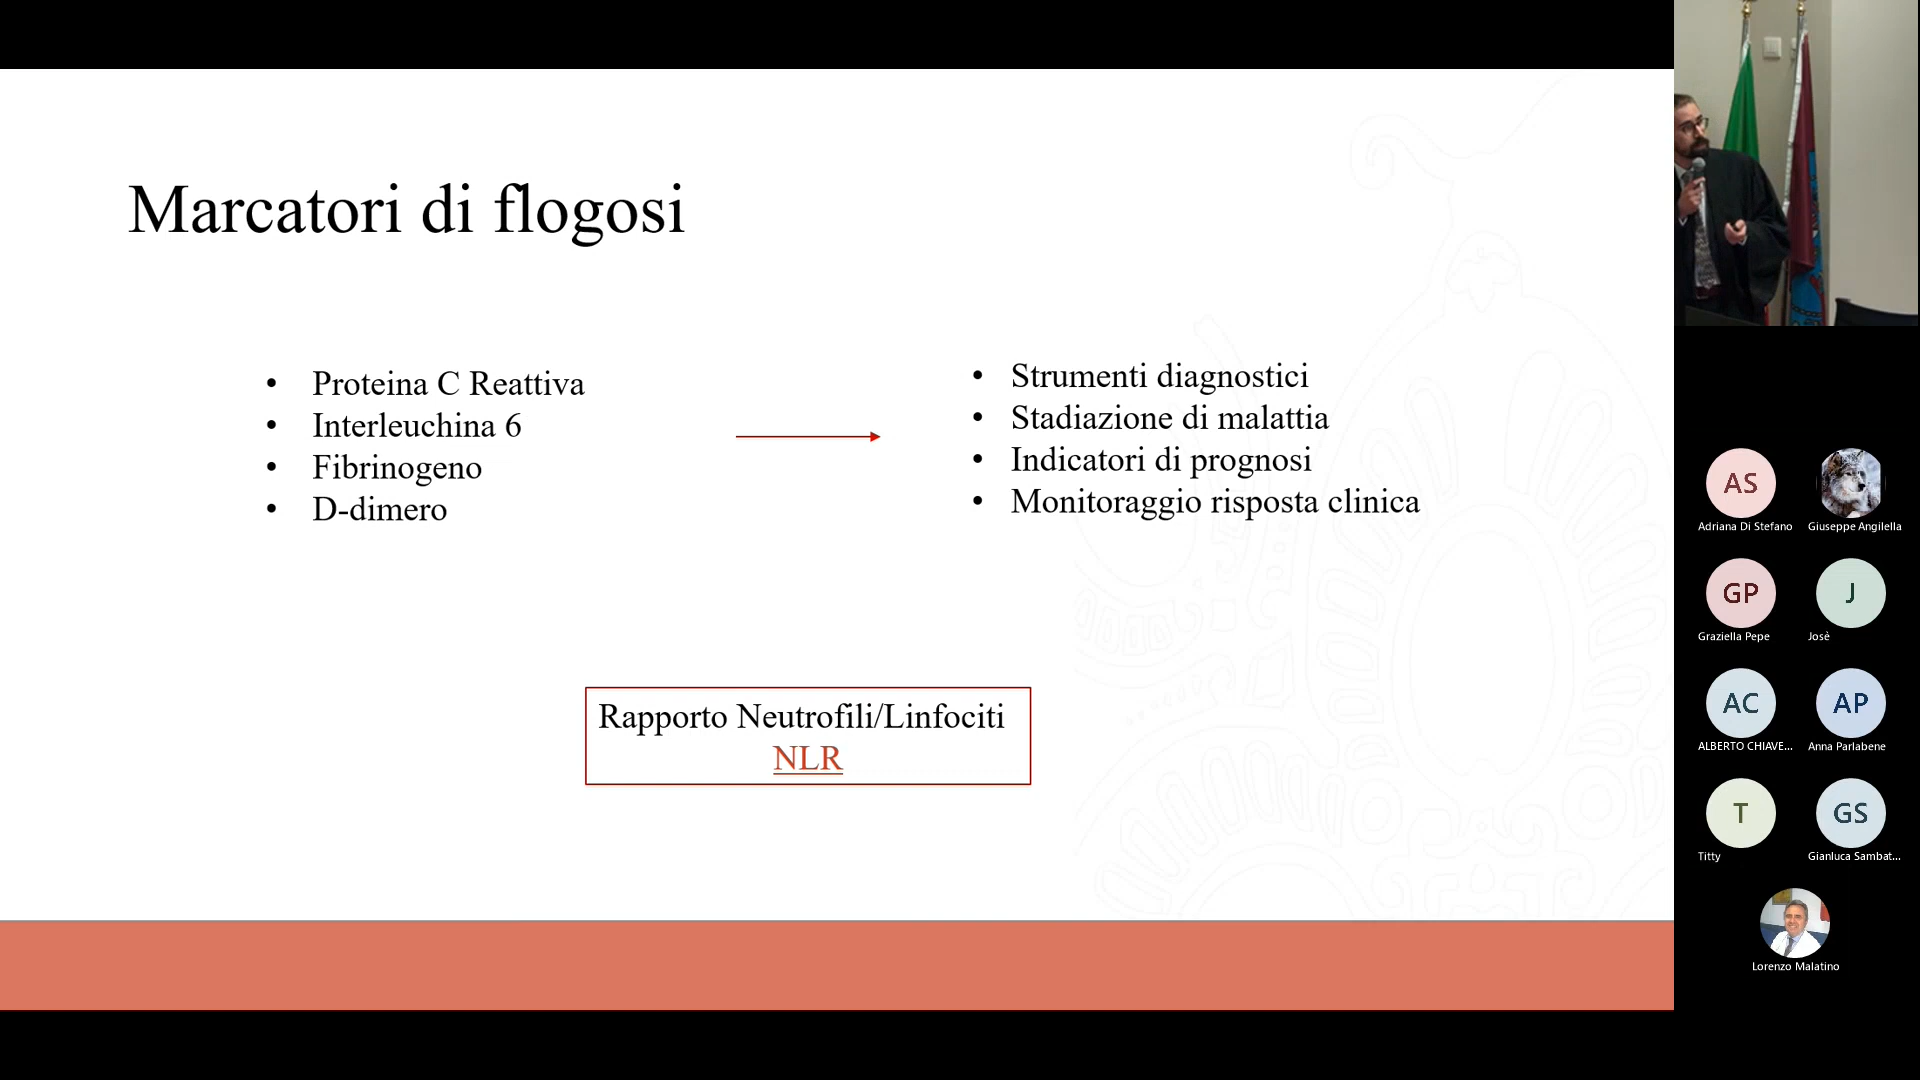 Marcatori di flogosi
• Proteina C Reattiva
• Interleuchina 6
• Fibrinogeno
• D-dimero
• Strumenti diagnostici
• Stadiazione di malattia
• Indicatori di prognosi
• Monitoraggio risposta clinica
Rapporto Neutrofili/Linfociti
NLR
AS
Adriana Di Stefano
Giuseppe Angilella
GP
Graziella Pepe
J
Josè
AC
ALBERTO CHIAVE...
AP
Anna Parlabene
T
Titty
GS
Gianluca Sambat...
Lorenzo Malatino